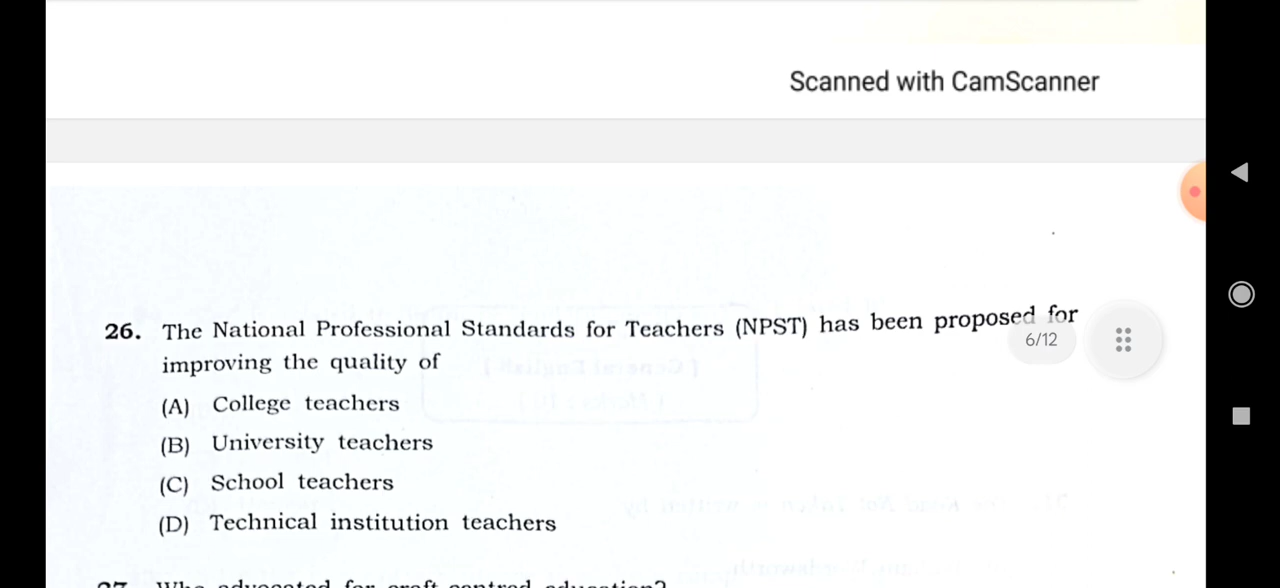 Scanned with CamScanner
26. The National Professional Standards for Teachers (NPST) has been proposed for
6/12
improving the quality of
(A) College teachers
(B) University teachers
(C) School teachers
(D) Technical institution teachers